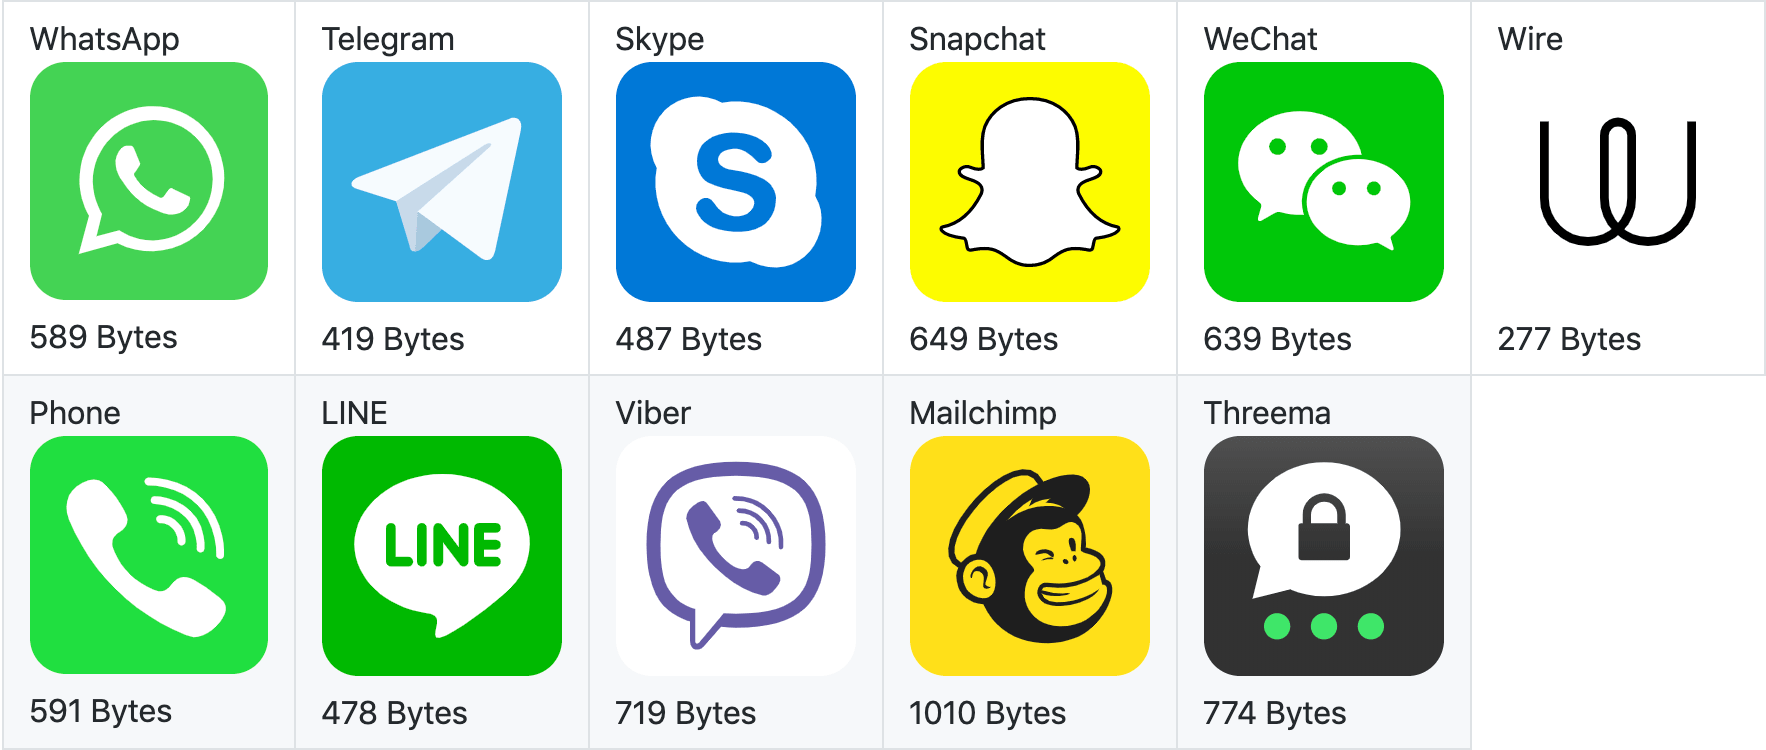 WhatsApp
Telegram
Skype
Snapchat
WeChat
Wire
S
589 Bytes
419 Bytes
487 Bytes
649 Bytes
639 Bytes
277 Bytes
Phone
LINE
Viber
Mailchimp
Threema
LINE
591 Bytes
478 Bytes
719 Bytes
1010 Bytes
774 Bytes